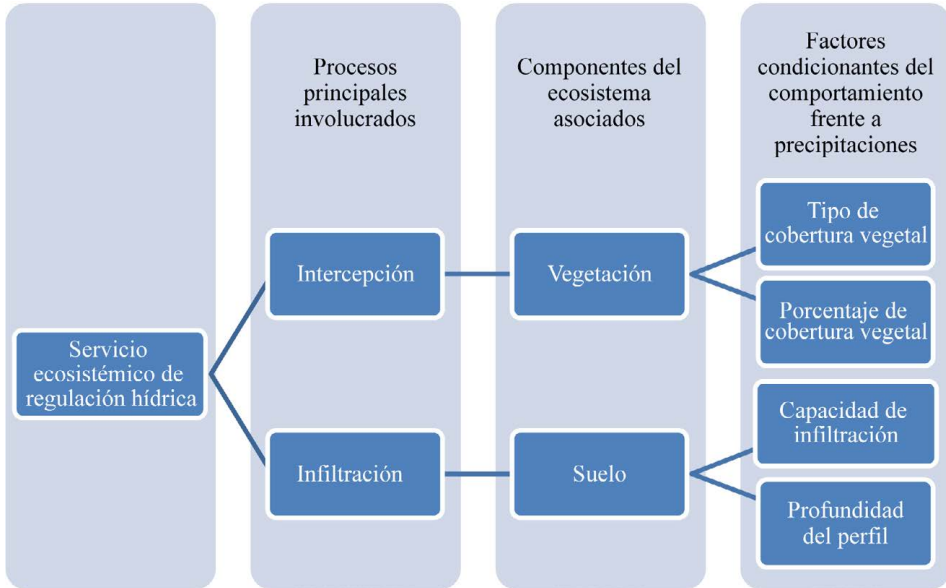 Procesos
principales
involucrados
Componentes del
ecosistema
asociados
Factores
condicionantes del
comportamiento
frente a
precipitaciones
Servicio
ecosistémico de
regulación hídrica
Intercepción
Vegetación
Tipo de
cobertura vegetal
Porcentaje de
cobertura vegetal
Infiltración
Suelo
Capacidad de
infiltración
Profundidad
del perfil